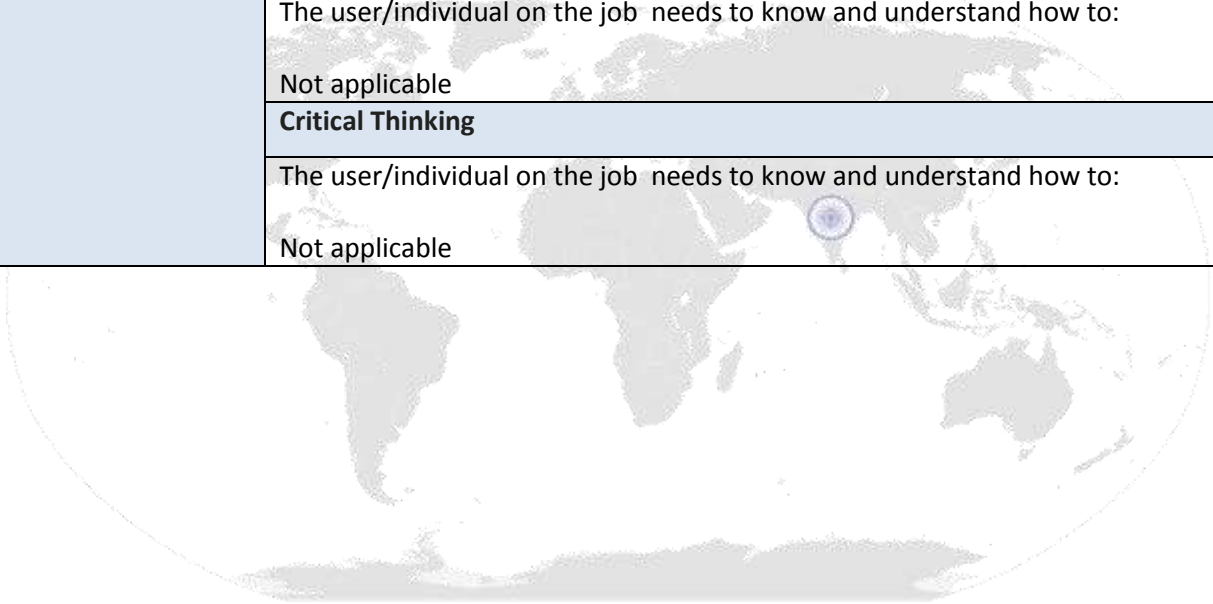 The user/individual on the job needs to know and understand how to:
Not applicable
Critical Thinking
The user/individual on the job needs to know and understand how to:
Not applicable